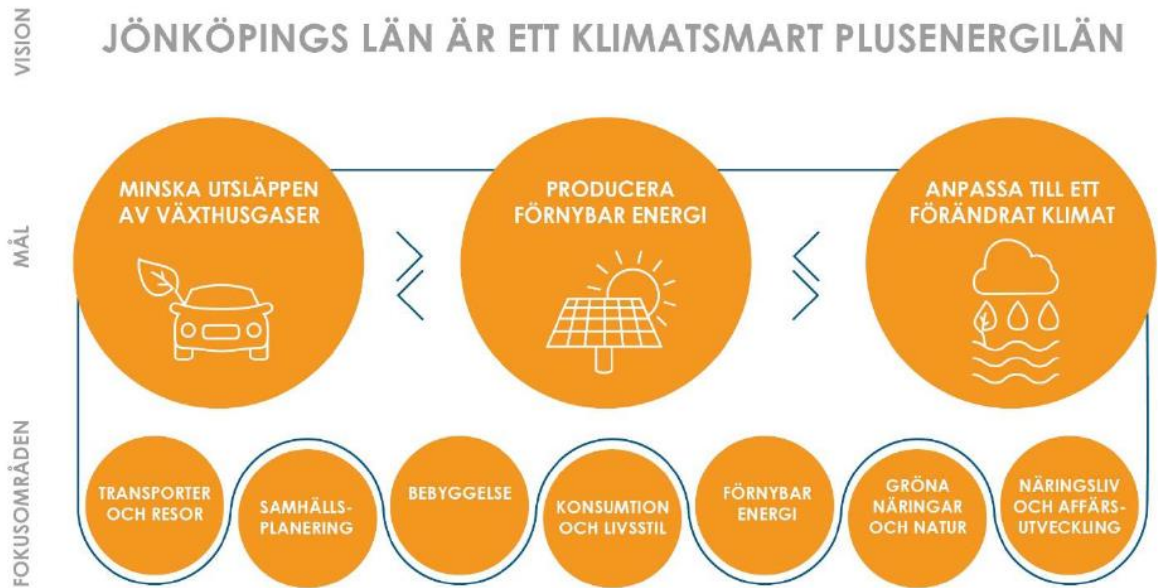 VISION
JÖNKÖPINGS LÄN ÄR ETT KLIMATSMART PLUSENERGILÄN
MÅL
MINSKA UTSLÄPPEN
AV VÄXTHUSGASER
PRODUCERA
FÖRNYBAR ENERGI
ANPASSA TILL ETT
FÖRÄNDRAT KLIMAT
FOKUSOMRÅDEN
TRANSPORTER
OCH RESOR
SAMHÄLLS-
PLANERING
BEBYGGELSE
KONSUMTION
OCH LIVSSTIL
FÖRNYBAR
ENERGI
GRÖNA
NÄRINGAR
OCH NATUR
NÄRINGSLIV
OCH AFFÄRS-
UTVECKLING